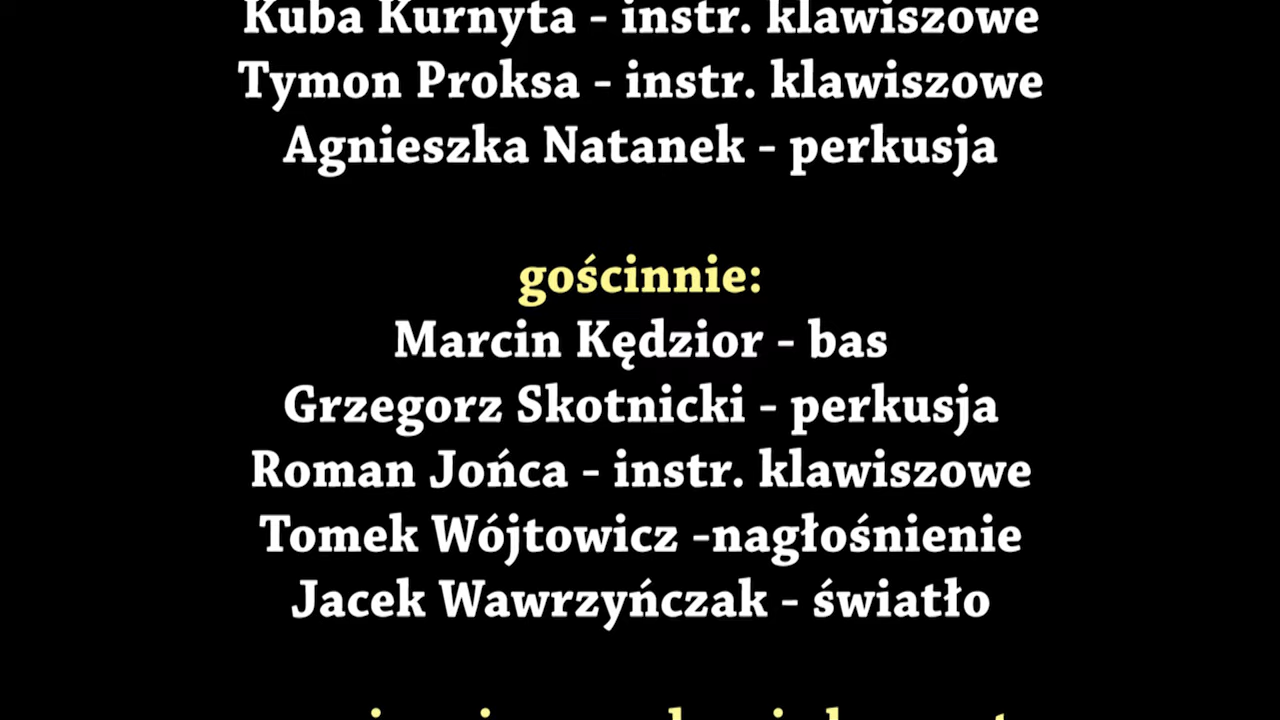 Kuba Kurnyta - instr. klawiszowe
Tymon Proksa - instr. klawiszowe
Agnieszka Natanek - perkusja
gościnnie:
Marcin Kędzior - bas
Grzegorz Skotnicki - perkusja
Roman Jońca - instr. klawiszowe
Tomek Wójtowicz -nagłośnienie
Jacek Wawrzyńczak - światło